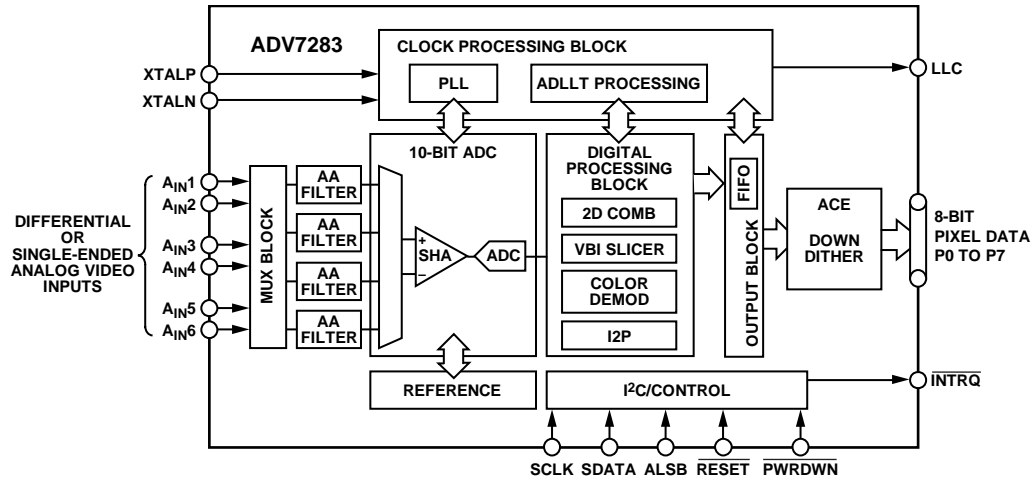 ADV7283
CLOCK PROCESSING BLOCK
PLL
ADLLT PROCESSING
XTALP
XTALN
LLC
10-BIT ADC
DIGITAL
PROCESSING
BLOCK
2D COMB
VBI SLICER
COLOR
DEMOD
I2P
OUTPUT BLOCK
FIFO
ACE
DOWN
DITHER
8-BIT
PIXEL DATA
P0 TO P7
DIFFERENTIAL
OR
SINGLE-ENDED
ANALOG VIDEO
INPUTS
AIN1
AIN2
AIN3
AIN4
AIN5
AIN6
MUX BLOCK
AA
FILTER
AA
FILTER
AA
FILTER
AA
FILTER
+
SHA
–
ADC
REFERENCE
I2C/CONTROL
INTRQ
SCLK
SDATA
ALSB
RESET
PWRDWN